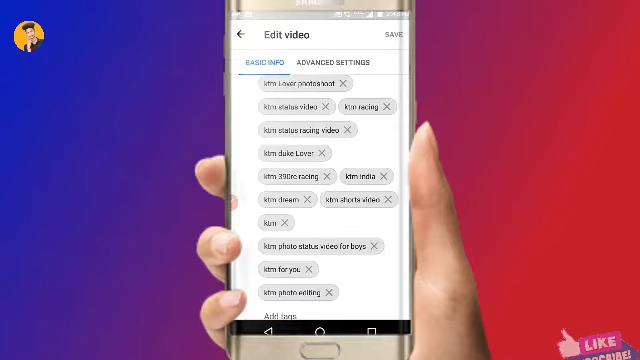 Edit video SAVE
BASIC INFO ADVANCED SETTINGS
ktm Lover photoshoot
ktm status video ktm racing
ktm status racing video
ktm duke Lover
ktm 390rc racing ktm india
ktm dream ktm shorts video
ktm
ktm photo status video for boys
ktm for you
ktm photo editing
Add tags
LIKE
SUBSCRIBE!